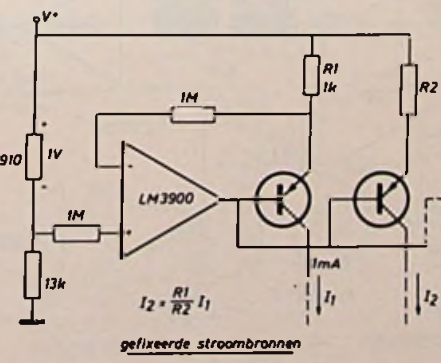 V+
R1
1k
R2
1M
910
1V
+
-
-
LM3900
+
1M
13k
1mA
I2 = R1/R2 I1
I1
I2
gefixeerde stroombronnen